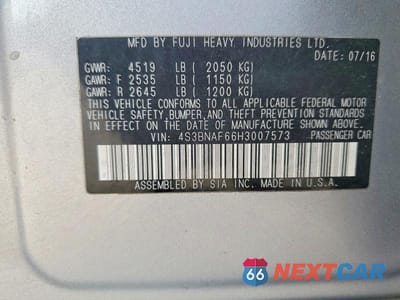 MFD BY FUJI HEAVY INDUSTRIES LTD.
DATE: 07/16
GVWR: 4519 LB ( 2050 KG)
GAWR: F 2535 LB ( 1150 KG)
GAWR: R 2645 LB ( 1200 KG)
THIS VEHICLE CONFORMS TO ALL APPLICABLE FEDERAL MOTOR
VEHICLE SAFETY,BUMPER,AND THEFT PREVENTION STANDARDS IN
EFFECT ON THE DATE OF MANUFACTURE SHOWN ABOVE.
VIN: 4S3BNAF66H3007573 PASSENGER CAR
ASSEMBLED BY SIA INC. MADE IN U.S.A.
66 NEXTCAR